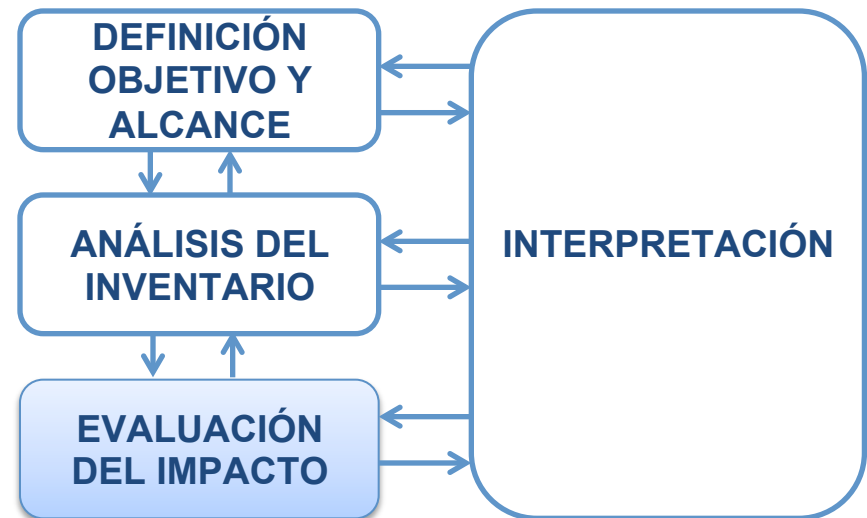 DEFINICIÓN
OBJETIVO Y
ALCANCE
ANÁLISIS DEL
INVENTARIO
INTERPRETACIÓN
EVALUACIÓN
DEL IMPACTO